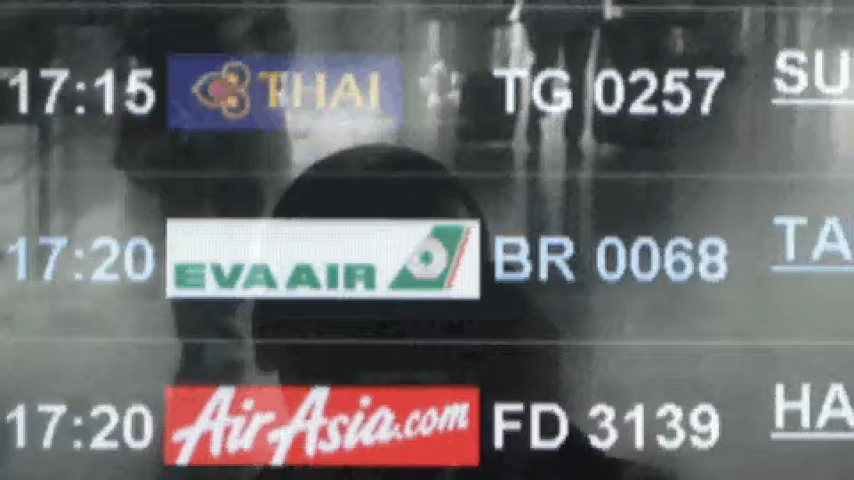 17:15 THAI TG 0257 SU
17:20 EVA AIR BR 0068 TA
17:20 AirAsia.com FD 3139 HA